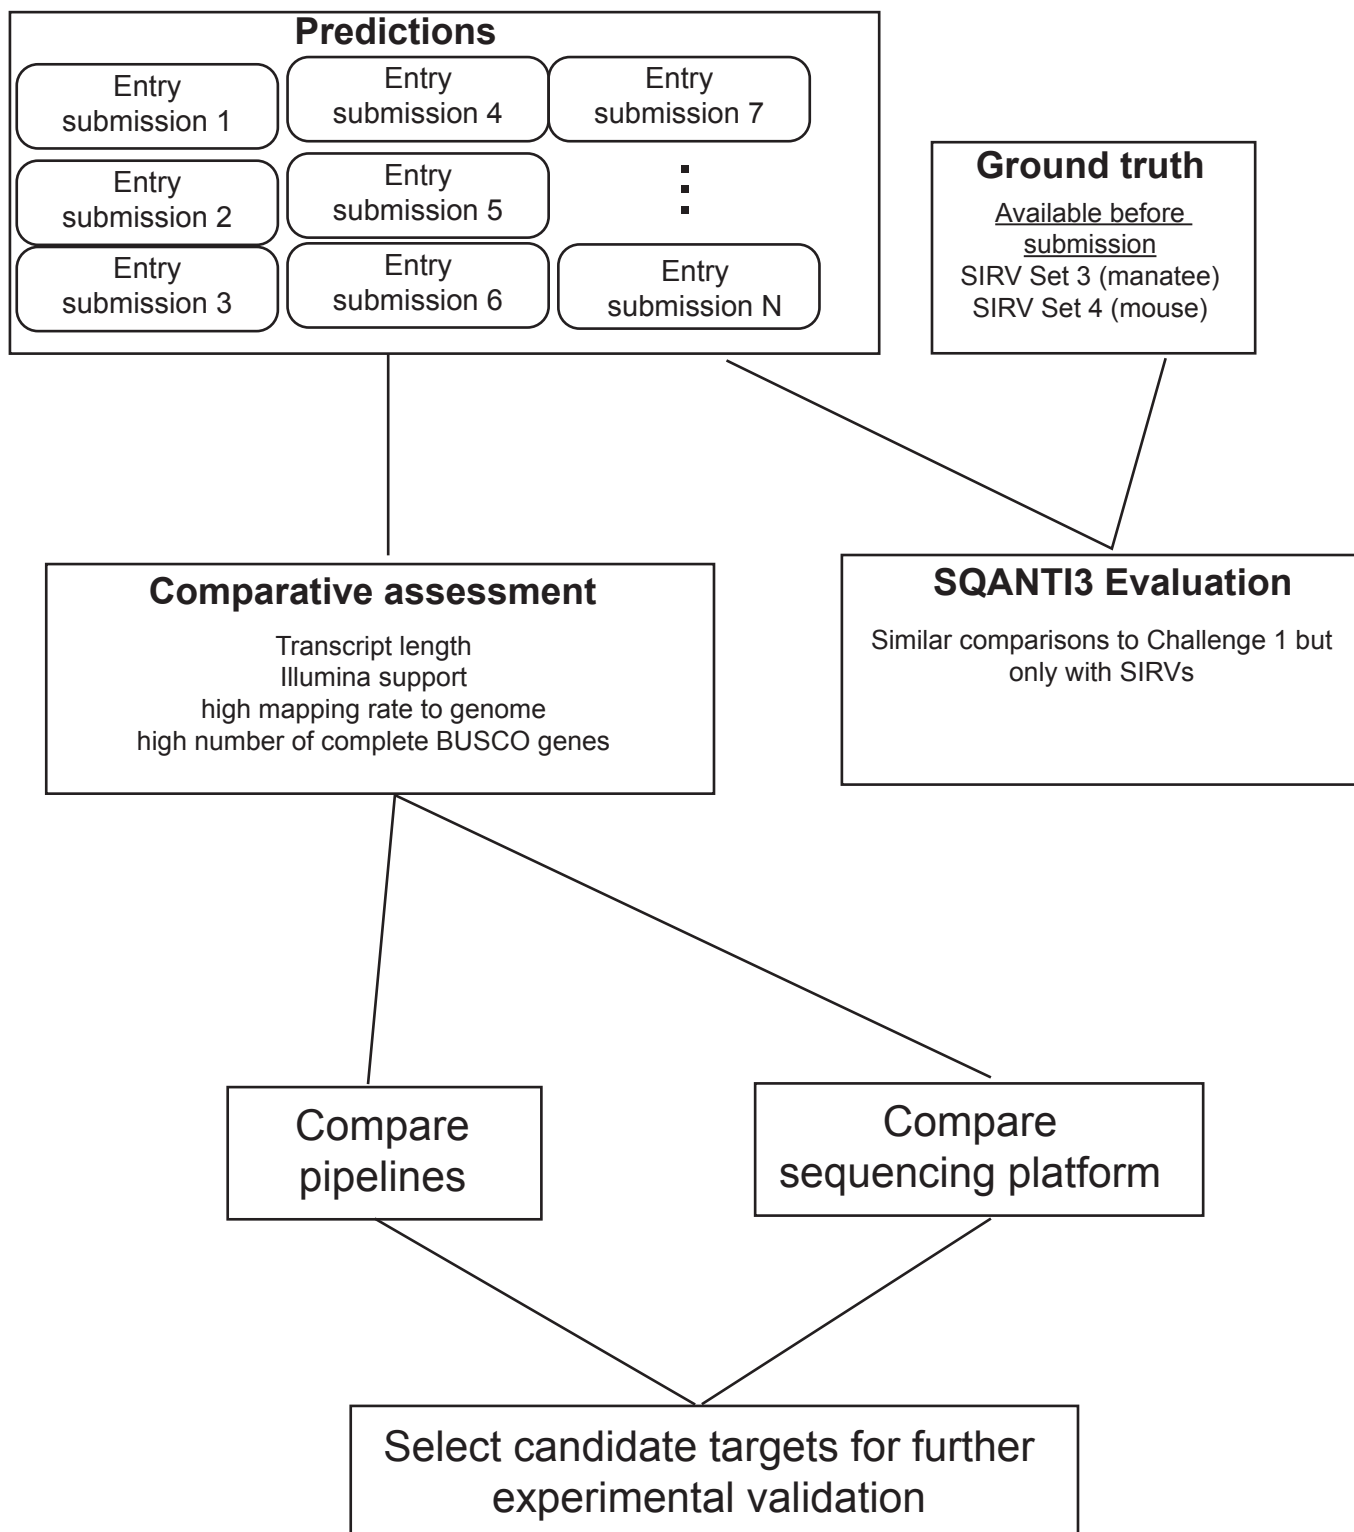 Predictions
Entry
submission 1
Entry
submission 4
Entry
submission 7
Entry
submission 2
Entry
submission 5
Entry
submission 3
Entry
submission 6
Entry
submission N
Ground truth
Available before
submission
SIRV Set 3 (manatee)
SIRV Set 4 (mouse)
Comparative assessment
Transcript length
Illumina support
high mapping rate to genome
high number of complete BUSCO genes
SQANTI3 Evaluation
Similar comparisons to Challenge 1 but
only with SIRVs
Compare
pipelines
Compare
sequencing platform
Select candidate targets for further
experimental validation